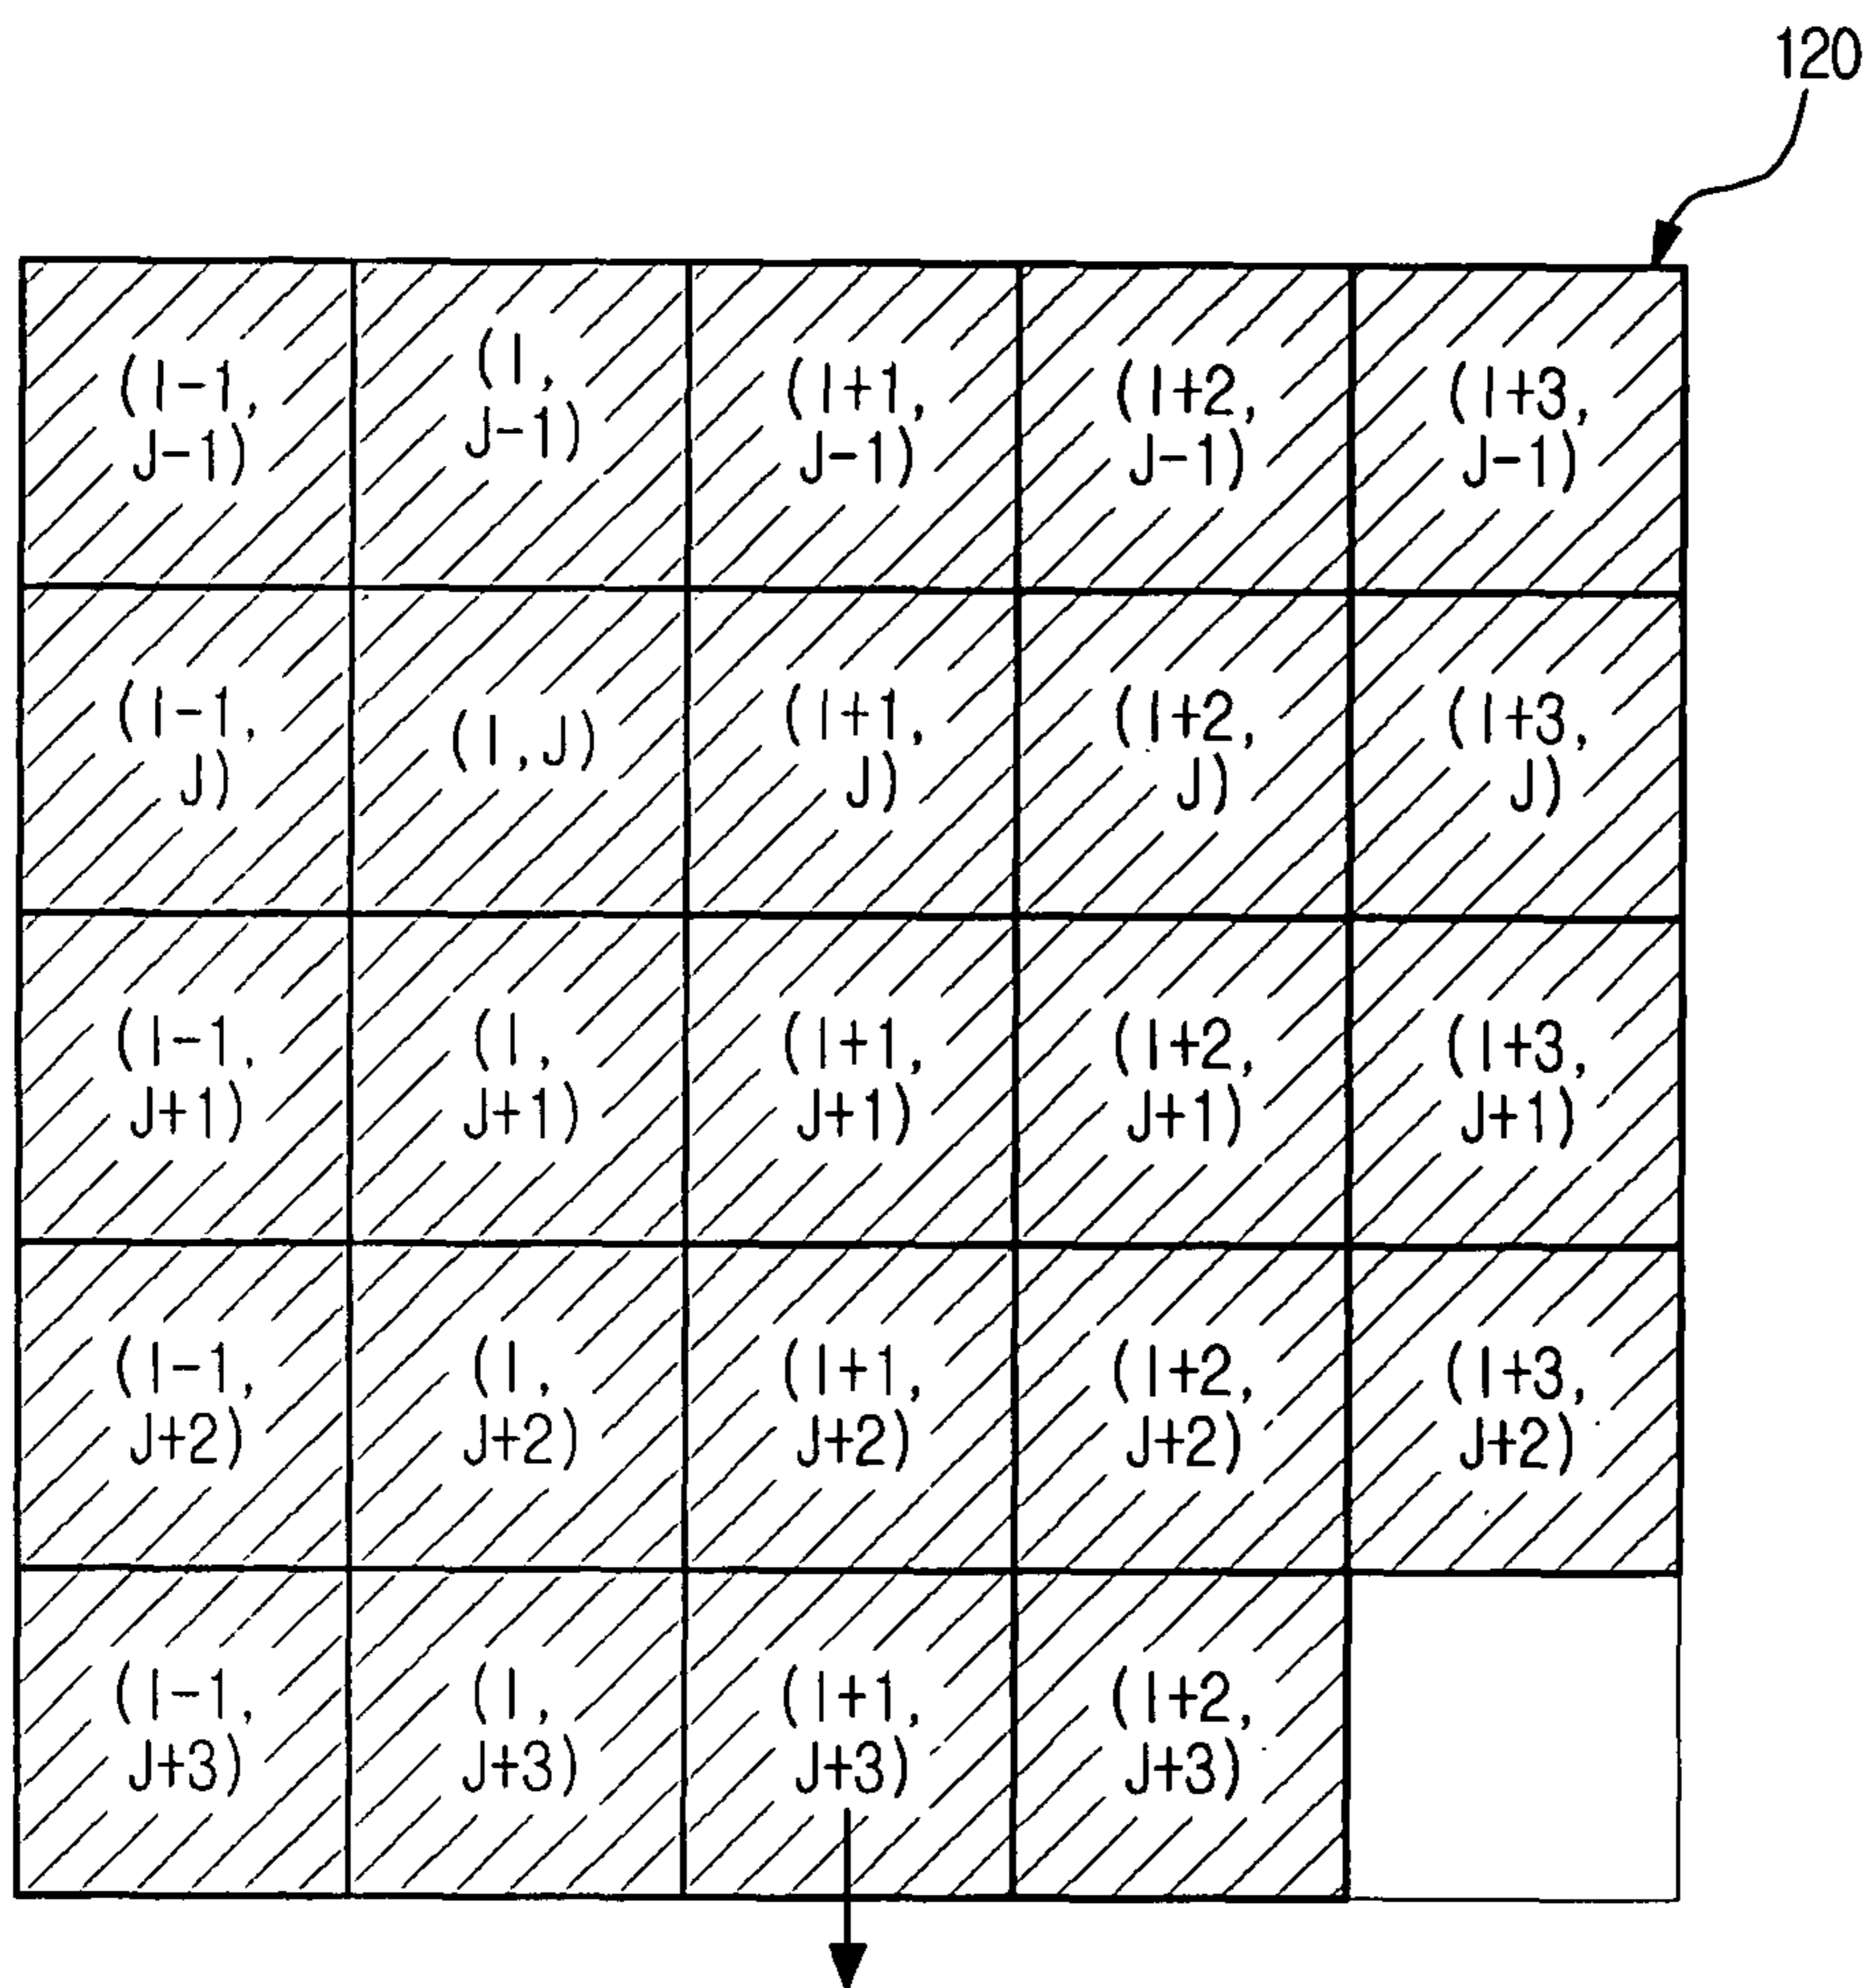 120
(I-1,
J-1)
(I,
J-1)
(I+1,
J-1)
(I+2,
J-1)
(I+3,
J-1)
(I-1,
J)
(I,J)
(I+1,
J)
(I+2,
J)
(I+3,
J)
(I-1,
J+1)
(I,
J+1)
(I+1,
J+1)
(I+2,
J+1)
(I+3,
J+1)
(I-1,
J+2)
(I,
J+2)
(I+1,
J+2)
(I+2,
J+2)
(I+3,
J+2)
(I-1,
J+3)
(I,
J+3)
(I+1,
J+3)
(I+2,
J+3)